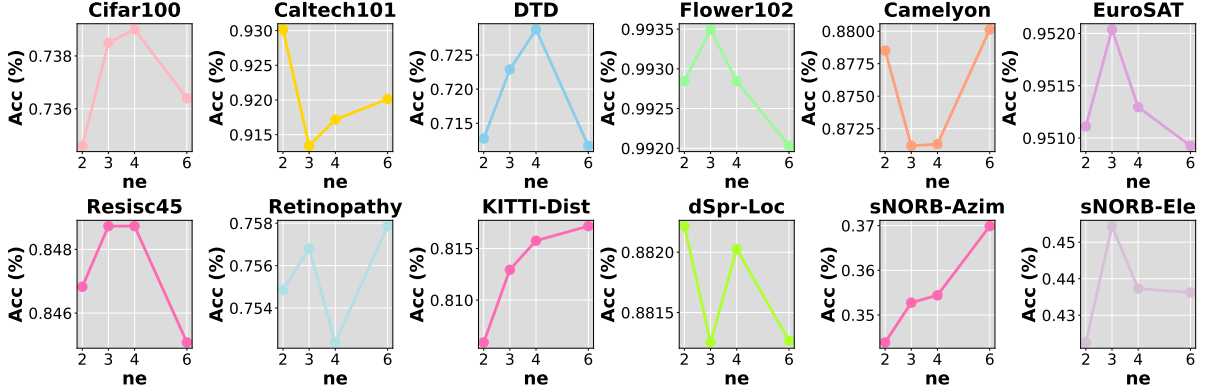 Cifar100
Acc (%)
0.738
0.736
2 3 4 6
ne
Caltech101
Acc (%)
0.930
0.925
0.920
0.915
2 3 4 6
ne
DTD
Acc (%)
0.725
0.720
0.715
2 3 4 6
ne
Flower102
Acc (%)
0.9935
0.9930
0.9925
0.9920
2 3 4 6
ne
Camelyon
Acc (%)
0.8800
0.8775
0.8750
0.8725
2 3 4 6
ne
EuroSAT
Acc (%)
0.9520
0.9515
0.9510
2 3 4 6
ne
Resisc45
Acc (%)
0.848
0.846
2 3 4 6
ne
Retinopathy
Acc (%)
0.758
0.756
0.754
2 3 4 6
ne
KITTI-Dist
Acc (%)
0.815
0.810
2 3 4 6
ne
dSpr-Loc
Acc (%)
0.8820
0.8815
2 3 4 6
ne
sNORB-Azim
Acc (%)
0.37
0.36
0.35
2 3 4 6
ne
sNORB-Ele
Acc (%)
0.45
0.44
0.43
2 3 4 6
ne